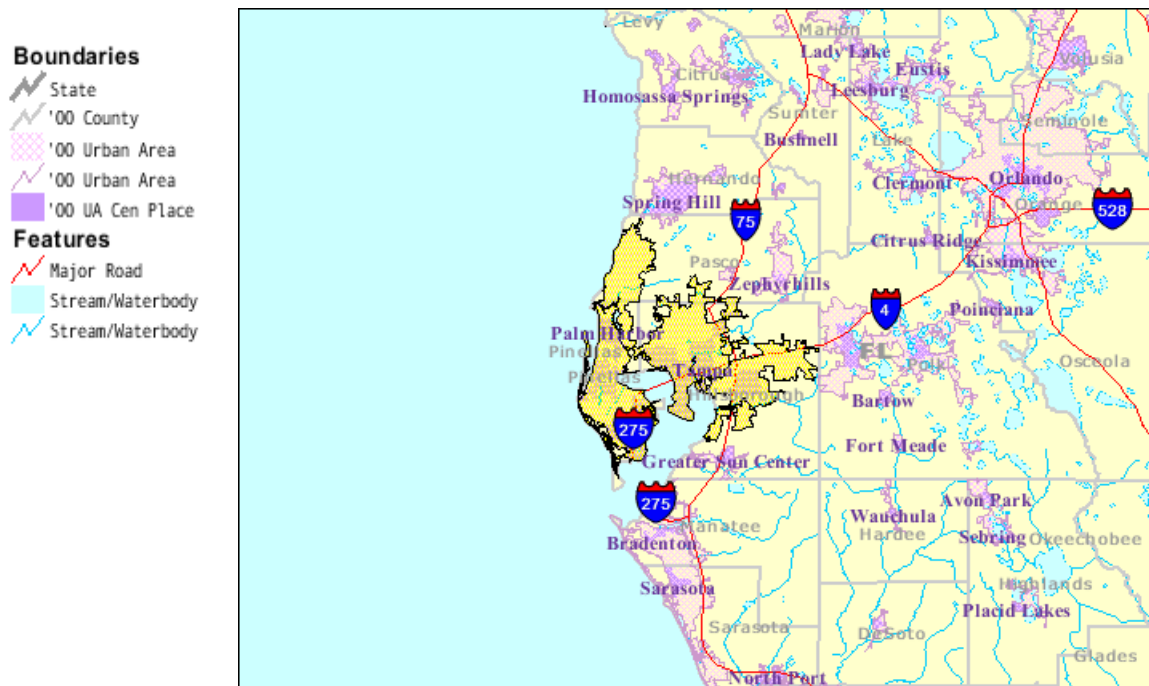 Boundaries
State
'00 County
'00 Urban Area
'00 Urban Area
'00 UA Cen Place
Features
Major Road
Stream/Waterbody
Stream/Waterbody
Levy
Marion
Lady Lake
Volusia
Eustis
Citrus
Leesburg
Homosassa Springs
Sumter
Seminole
Bushnell
Lake
Hernando
Clermont
Orlando
Spring Hill
Orange
528
75
Citrus Ridge
Pasco
Kissimmee
Zephyrhills
4
Poinciana
Palm Harbor
Pinellas
FL
Osceola
Polk
Tampa
Pinellas
Hillsborough
Bartow
275
Fort Meade
Greater Sun Center
275
Avon Park
Wauchula
Manatee
Hardee
Sebring
Okeechobee
Bradenton
Highlands
Sarasota
Placid Lakes
Sarasota
DeSoto
Glades
North Port